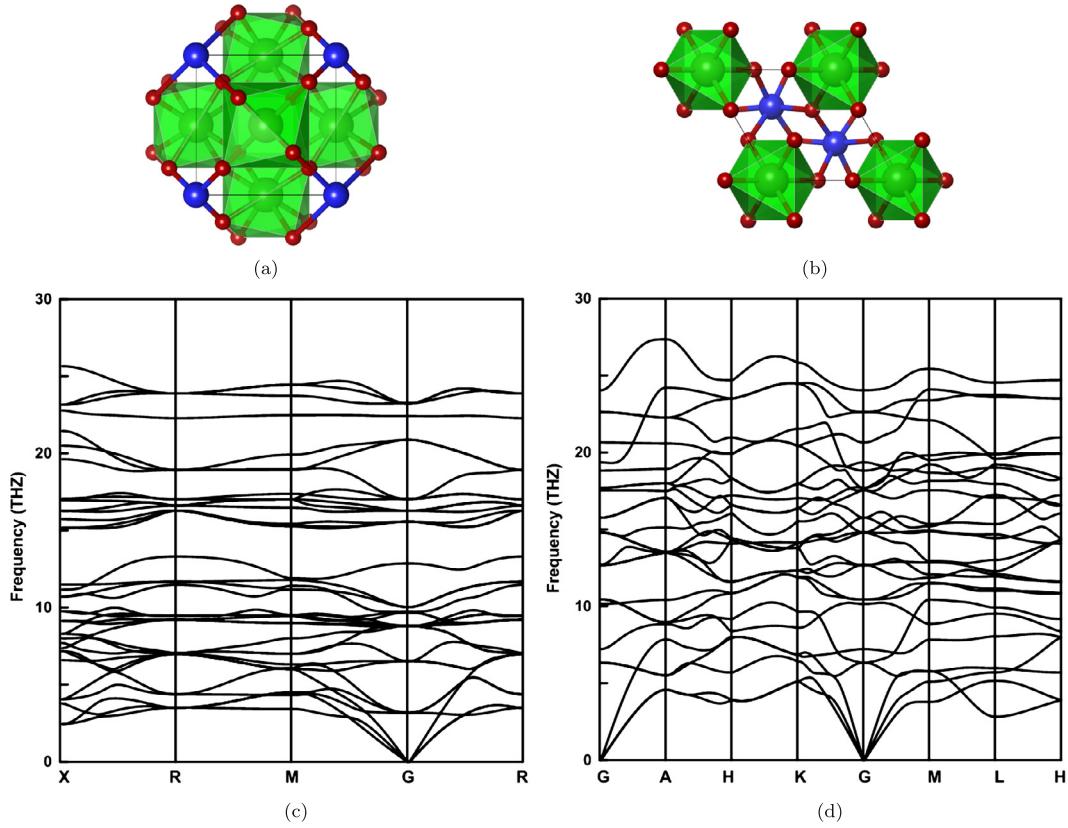 (a) (b)
30 30
20 20
10 10
0 0
Frequency (THZ) Frequency (THZ)
X R M G R G A H K G M L H
(c) (d)